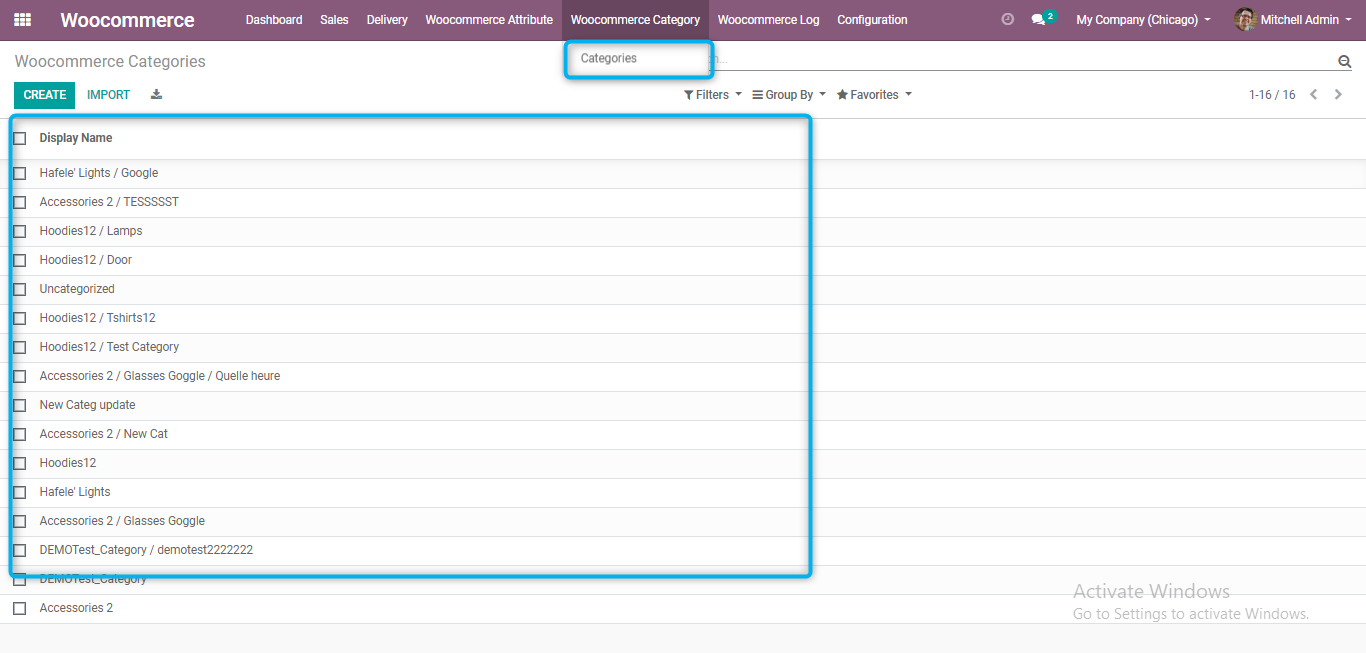 Woocommerce Dashboard Sales Delivery Woocommerce Attribute Woocommerce Category Woocommerce Log Configuration 2 My Company (Chicago) Mitchell Admin
Woocommerce Categories Categories
CREATE IMPORT Filters Group By Favorites 1-16 / 16
Display Name
Hafele' Lights / Google
Accessories 2 / TESSSSST
Hoodies12 / Lamps
Hoodies12 / Door
Uncategorized
Hoodies12 / Tshirts12
Hoodies12 / Test Category
Accessories 2 / Glasses Goggle / Quelle heure
New Categ update
Accessories 2 / New Cat
Hoodies12
Hafele' Lights
Accessories 2 / Glasses Goggle
DEMOTest_Category / demotest2222222
DEMOTest_Category
Accessories 2
Activate Windows
Go to Settings to activate Windows.